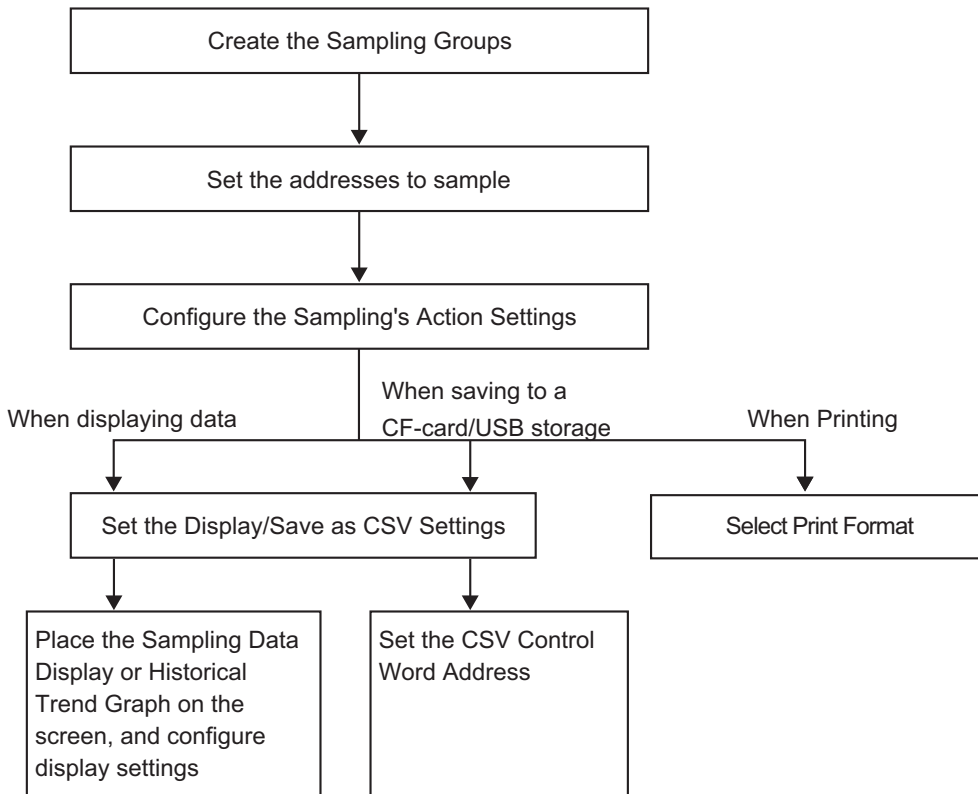 Create the Sampling Groups
Set the addresses to sample
Configure the Sampling's Action Settings
When displaying data
When saving to a
CF-card/USB storage
When Printing
Set the Display/Save as CSV Settings
Select Print Format
Place the Sampling Data
Display or Historical
Trend Graph on the
screen, and configure
display settings
Set the CSV Control
Word Address